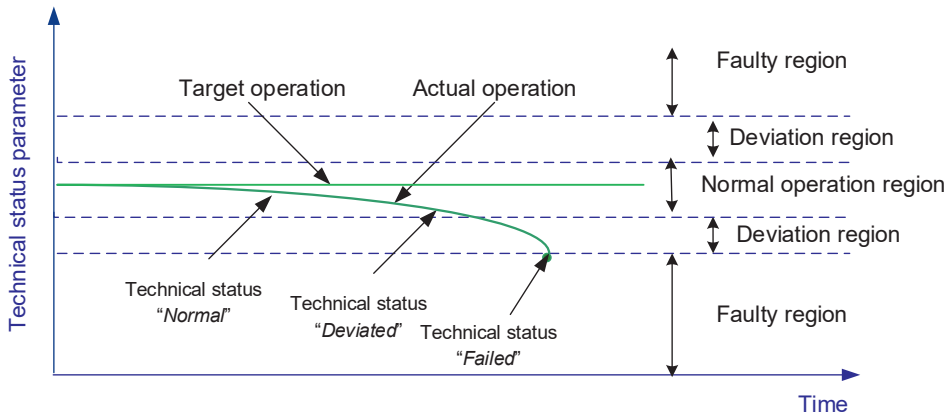 Technical status parameter
Faulty region
Target operation
Actual operation
Deviation region
Normal operation region
Deviation region
Technical status
“Normal”
Technical status
“Deviated”
Technical status
“Failed”
Faulty region
Time